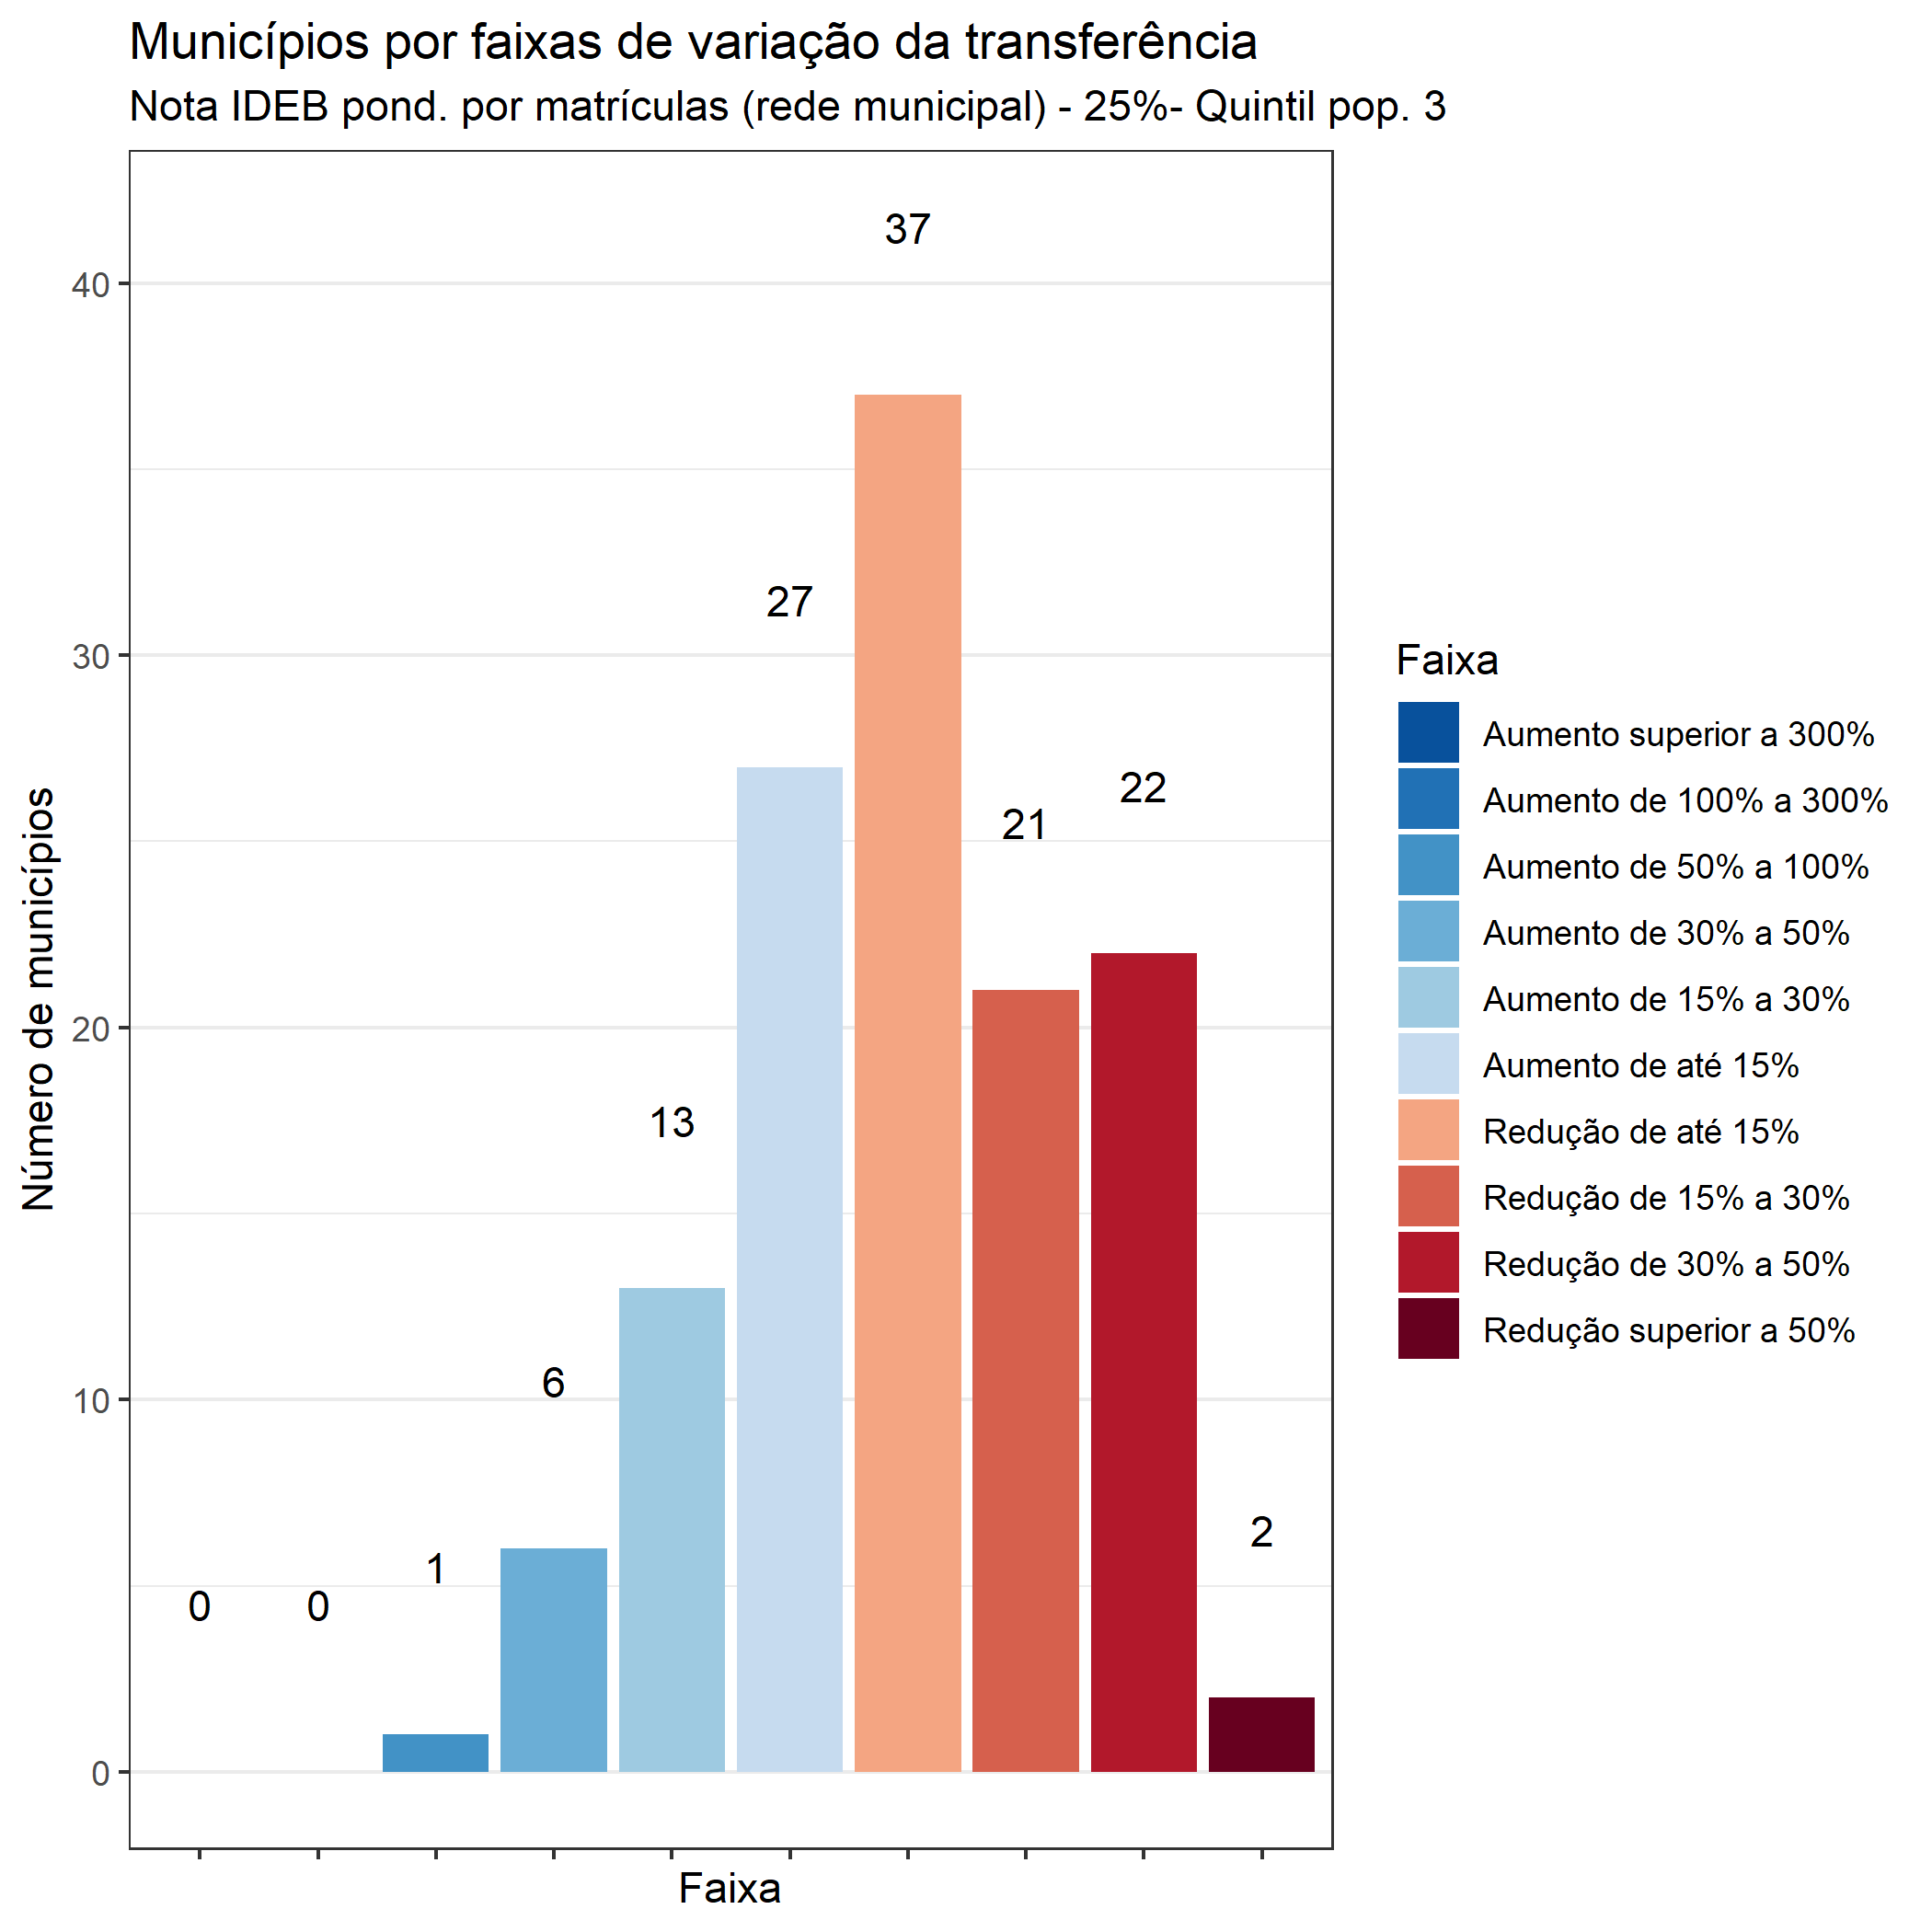 Municípios por faixas de variação da transferência
Nota IDEB pond. por matrículas (rede municipal) - 25%- Quintil pop. 3
Número de municípios
40
30
20
10
0
0
0
1
6
13
27
37
21
22
2
Faixa
Faixa
Aumento superior a 300%
Aumento de 100% a 300%
Aumento de 50% a 100%
Aumento de 30% a 50%
Aumento de 15% a 30%
Aumento de até 15%
Redução de até 15%
Redução de 15% a 30%
Redução de 30% a 50%
Redução superior a 50%